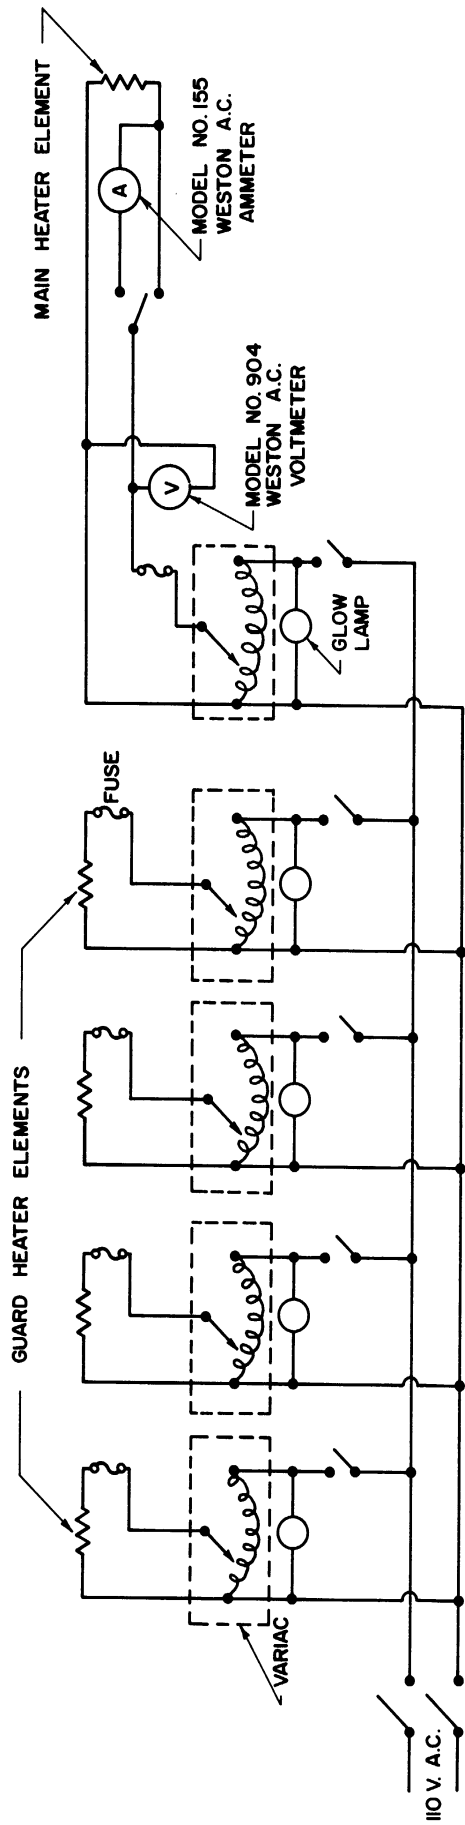 GUARD HEATER ELEMENTS
MAIN HEATER ELEMENT
FUSE
A
MODEL NO. 155
WESTON A.C.
AMMETER
V
MODEL NO. 904
WESTON A.C.
VOLTMETER
GLOW
LAMP
VARIAC
110 V. A.C.